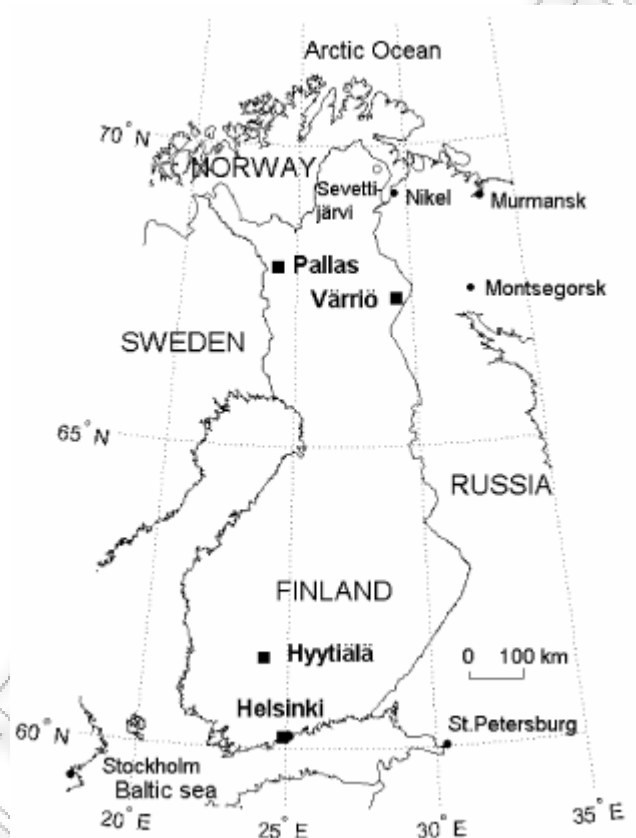 Arctic Ocean
70° N
NORWAY
Sevetti-
järvi
Nikel
Murmansk
Pallas
Värriö
Montsegorsk
SWEDEN
65° N
RUSSIA
FINLAND
Hyytiälä
0 100 km
Helsinki
60° N
St.Petersburg
Stockholm
Baltic sea
20° E
25° E
30° E
35° E